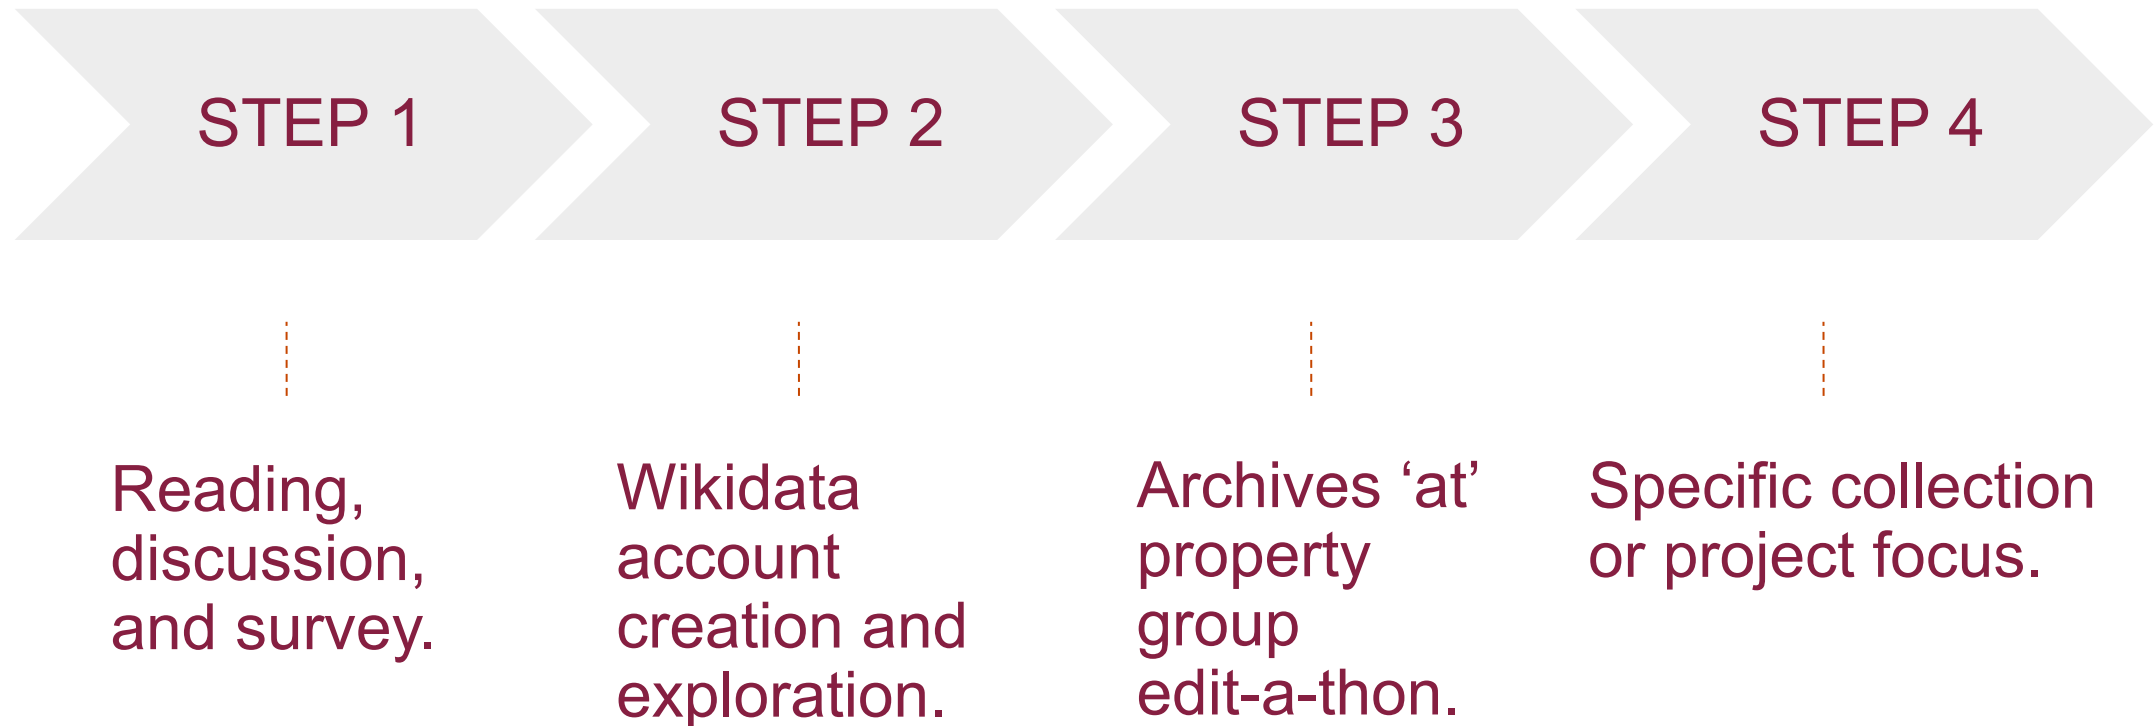 STEP 1
STEP 2
STEP 3
STEP 4
Reading,
discussion,
and survey.
Wikidata
account
creation and
exploration.
Archives ‘at’
property
group
edit-a-thon.
Specific collection
or project focus.